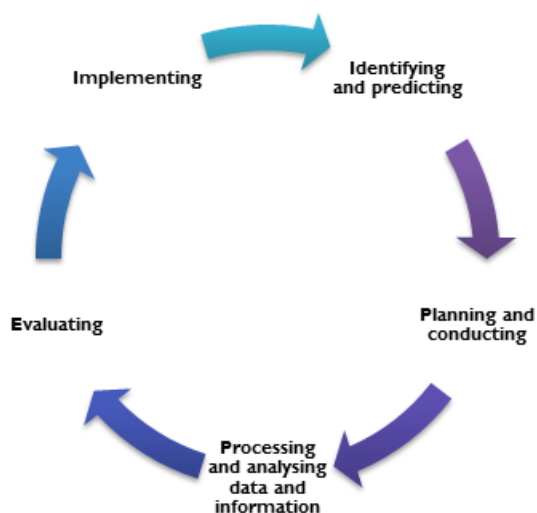 Implementing
Identifying
and predicting
Planning and
conducting
Evaluating
Processing
and analysing
data and
information